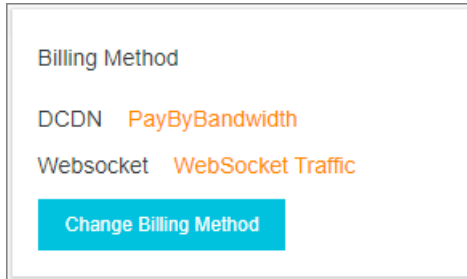 Billing Method
DCDN PayByBandwidth
Websocket WebSocket Traffic
Change Billing Method